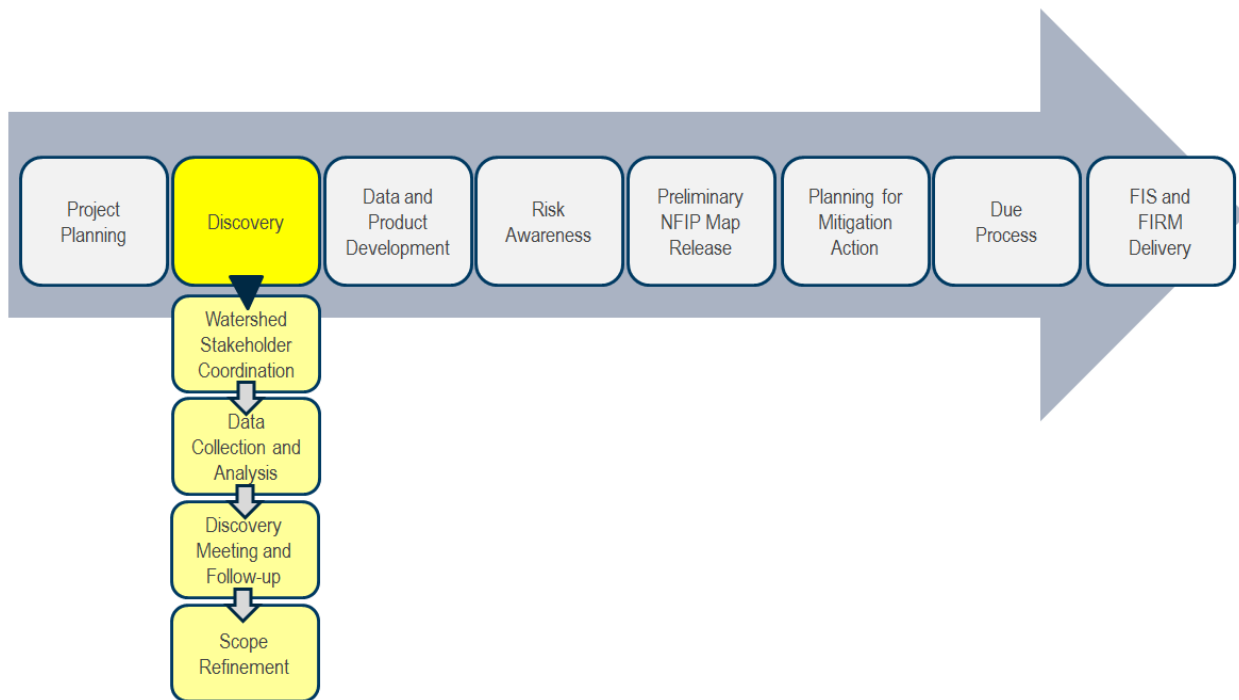 Project
Planning
Discovery
Data and
Product
Development
Risk
Awareness
Preliminary
NFIP Map
Release
Planning for
Mitigation
Action
Due
Process
FIS and
FIRM
Delivery
Watershed
Stakeholder
Coordination
Data
Collection and
Analysis
Discovery
Meeting and
Follow-up
Scope
Refinement